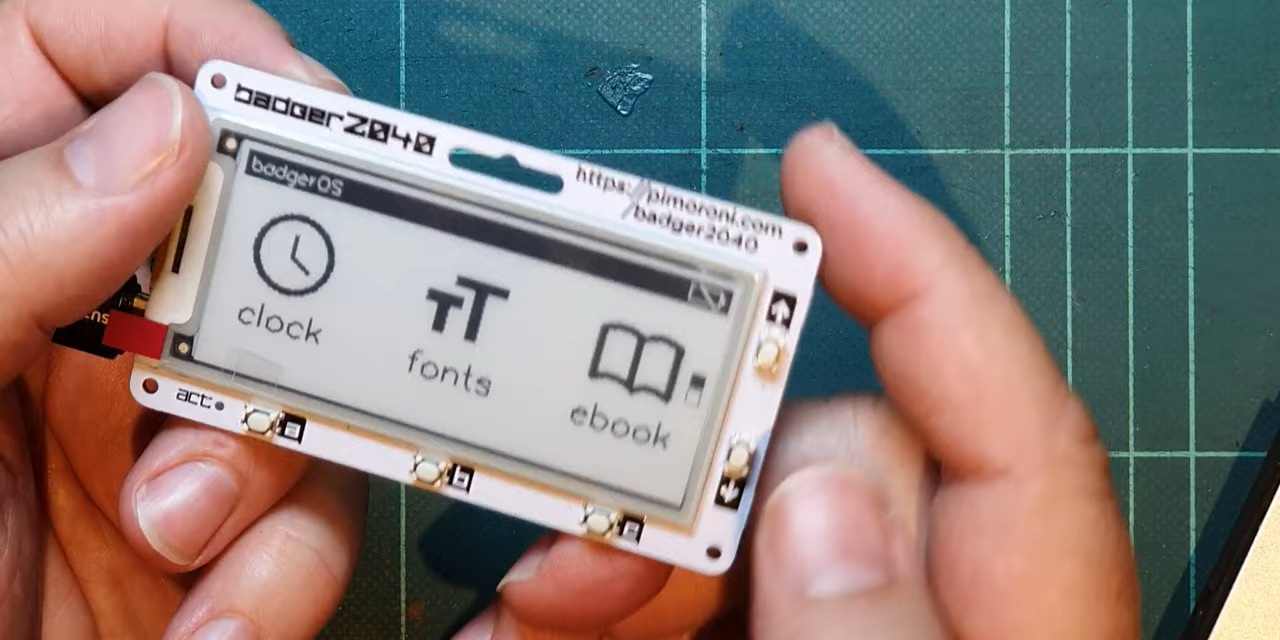 badger2040
https://pimoroni.com/
badger2040
badgerOS
clock
fonts
ebook
act
a
b
c